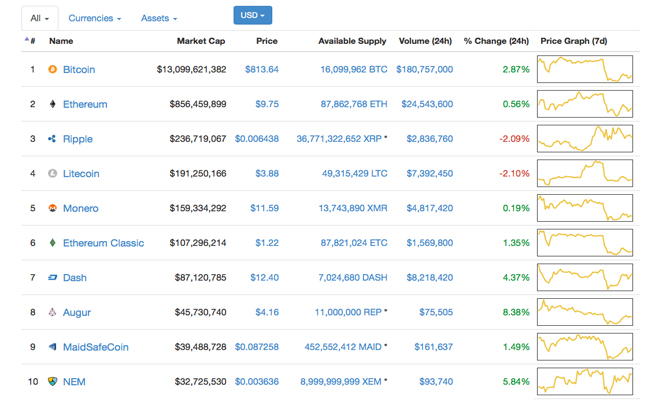 All Currencies Assets USD
# Name Market Cap Price Available Supply Volume (24h) % Change (24h) Price Graph (7d)
1 Bitcoin $13,099,621,382 $813.64 16,099,962 BTC $180,757,000 2.87%
2 Ethereum $856,459,899 $9.75 87,862,768 ETH $24,543,600 0.56%
3 Ripple $236,719,067 $0.006438 36,771,322,652 XRP * $2,836,760 -2.09%
4 Litecoin $191,250,166 $3.88 49,315,429 LTC $7,392,450 -2.10%
5 Monero $159,334,292 $11.59 13,743,890 XMR $4,817,420 0.19%
6 Ethereum Classic $107,296,214 $1.22 87,821,024 ETC $1,569,800 1.35%
7 Dash $87,120,785 $12.40 7,024,680 DASH $8,218,420 4.37%
8 Augur $45,730,740 $4.16 11,000,000 REP * $75,505 8.38%
9 MaidSafeCoin $39,488,728 $0.087258 452,552,412 MAID * $161,637 1.49%
10 NEM $32,725,530 $0.003636 8,999,999,999 XEM * $93,740 5.84%